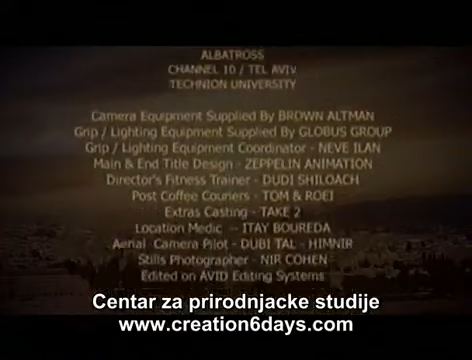 ALBATROSS
CHANNEL 10 / TEL AVIV
TECHNION UNIVERSITY
Camera Equipment Supplied By BROWN ALTMAN
Grip / Lighting Equipment Supplied By GLOBUS GROUP
Grip / Lighting Equipment Coordinator - NEVE ILAN
Main & End Title Design - ZEPPELIN ANIMATION
Director's Fitness Trainer - DUDI SHILOACH
Post Coffee Couriers - TOM & ROEI
Extras Casting - TAKE 2
Location Medic - ITAY BOUREDA
Aerial Camera Pilot - DUBI TAL - HIMNIR
Stills Photographer - NIR COHEN
Edited on AVID Editing Systems
Centar za prirodnjacke studije
www.creation6days.com